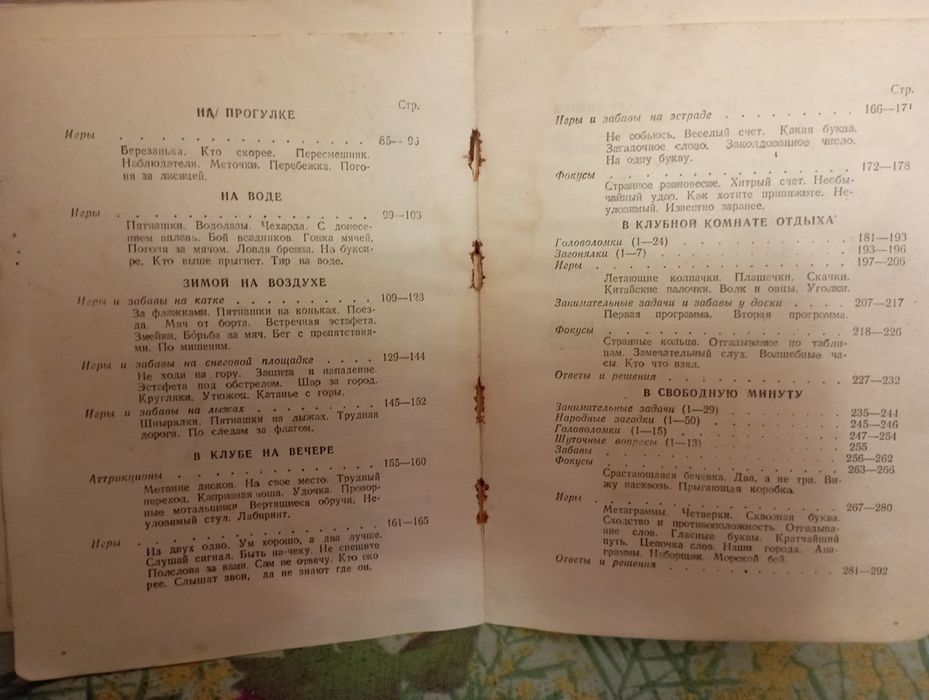 Стр.
НА ПРОГУЛКЕ
Игры . . . . . . . . . . . . . 85—96
Березанька. Кто скорее. Пересмешник.
Наблюдатели. Меточки. Перебежка. Пого-
ня за лисицей.
НА ВОДЕ
Игры . . . . . . . . . . . . . 99—106
Пятнашки. Водолазы. Чехарда. С донесе-
нием вплавь. Бой всадников. Гонка мячей.
Погоня за мячом. Ловля бревна. На букси-
ре. Кто выше прыгнет. Тир на воде.
ЗИМОЙ НА ВОЗДУХЕ
Игры и забавы на катке . . . . . . . . 109—123
За флажками. Пятнашки на коньках. Поез-
да. Мяч от борта. Встречная эстафета.
Змейки. Борьба за мяч. Бег с препятствия-
ми. По мишеням.
Игры и забавы на снеговой площадке . . . . 129—144
Не ходи на гору. Защита и нападение.
Эстафета под обстрелом. Шар за город.
Кругляки. Утюжок. Катанье с горы.
Игры и забавы на лыжах . . . . . . . . 145—152
Шнырялки. Пятнашки на лыжах. Трудная
дорога. По следам за флагом.
В КЛУБЕ НА ВЕЧЕРЕ
Аттракционы . . . . . . . . . . . 155—160
Метание дисков. На свое место. Трудный
переход. Капризная ноша. Удочка. Провор-
ные мотальщики Вертящиеся обручи. Не-
уловимый стул. Лабиринт.
Игры . . . . . . . . . . . . . 161—165
Из двух одно. Ум хорошо, а два лучше.
Слушай сигнал. Быть на-чеку. Не спешите
Полслова за вами. Сам не отвечу. Кто ско
рее. Слышат звон, да не знают где он.
Стр.
Игры и забавы на эстраде . . . . . . . . 166—171
Не собьюсь. Веселый счет. Какая буква.
Загадочное слово. Заколдованное число.
На одну букву.
Фокусы . . . . . . . . . . . . . 172—178
Странное равновесие. Хитрый счет. Необы-
чайный удав. Как хотите привяжите. Не-
уловимый. Известно заранее.
В КЛУБНОЙ КОМНАТЕ ОТДЫХА
Головоломки (1—24) . . . . . . . . . 181—193
Загонялки (1—7) . . . . . . . . . . 193—196
Игры . . . . . . . . . . . . . 197—206
Летающие колпачки. Плашечки. Скачки.
Китайские палочки. Волк и овцы. Уголки.
Занимательные задачи и забавы у доски . . . . 207—217
Первая программа. Вторая программа.
Фокусы . . . . . . . . . . . . . 218—226
Странные кольца. Отгадывание по табли-
цам. Замечательный слух. Волшебные ча-
сы. Кто что взял.
Ответы и решения . . . . . . . . . . 227—232
В СВОБОДНУЮ МИНУТУ
Занимательные задачи (1—29) . . . . . . . 235—244
Народные загадки (1—50) . . . . . . . . 245—246
Головоломки (1—15) . . . . . . . . . 247—254
Шуточные вопросы (1—13) . . . . . . . . 255
Забавы . . . . . . . . . . . . . 256—262
Фокусы . . . . . . . . . . . . . 263—266
Срастающаяся бечевка. Два, а не три. Ви-
жу насквозь. Прыгающая коробка.
Игры . . . . . . . . . . . . . 267—280
Метаграммы. Четверки. Сквозная буква.
Сходство и противоположность. Отгадыва-
ние слов. Гласные буквы. Кратчайший
путь. Цепочка слов. Наши города. Ана-
граммы. Наборщик. Морской бой.
Ответы и решения . . . . . . . . . . 281—292